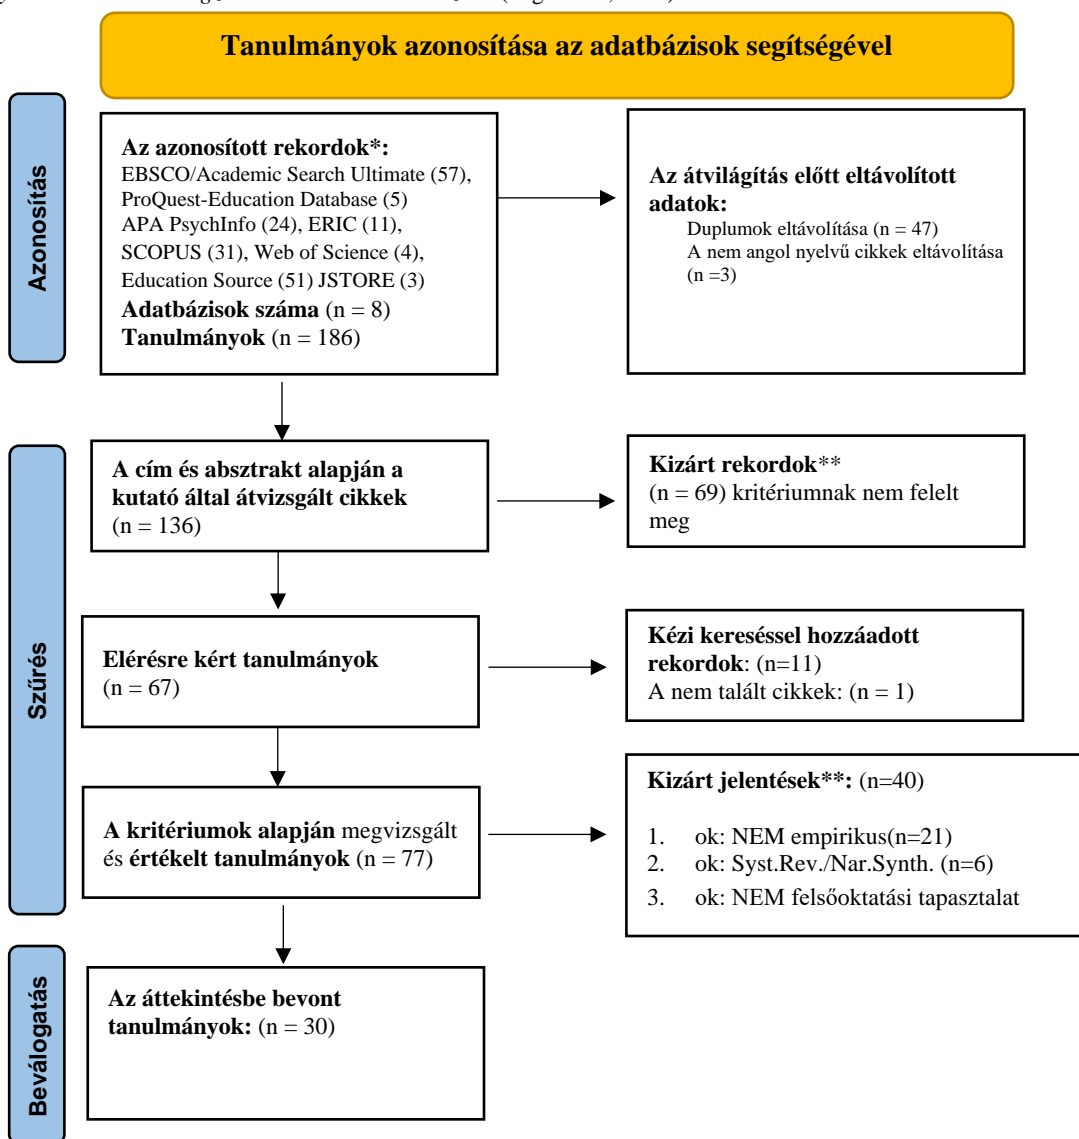 Tanulmányok azonosítása az adatbázisok segítségével
Azonosítás
Az azonosított rekordok*:
EBSCO/Academic Search Ultimate (57),
ProQuest-Education Database (5)
APA PsychInfo (24), ERIC (11),
SCOPUS (31), Web of Science (4),
Education Source (51) JSTORE (3)
Adatbázisok száma (n = 8)
Tanulmányok (n = 186)
Az átvilágítás előtt eltávolított
adatok:
Duplumok eltávolítása (n = 47)
A nem angol nyelvű cikkek eltávolítása
(n =3)
Szűrés
A cím és absztrakt alapján a
kutató által átvizsgált cikkek
(n = 136)
Kizárt rekordok**
(n = 69) kritériumnak nem felelt
meg
Elérésre kért tanulmányok
(n = 67)
Kézi kereséssel hozzáadott
rekordok: (n=11)
A nem talált cikkek: (n = 1)
A kritériumok alapján megvizsgált
és értékelt tanulmányok (n = 77)
Kizárt jelentések**: (n=40)
1. ok: NEM empirikus(n=21)
2. ok: Syst.Rev./Nar.Synth. (n=6)
3. ok: NEM felsőoktatási tapasztalat
Beválogatás
Az áttekintésbe bevont
tanulmányok: (n = 30)